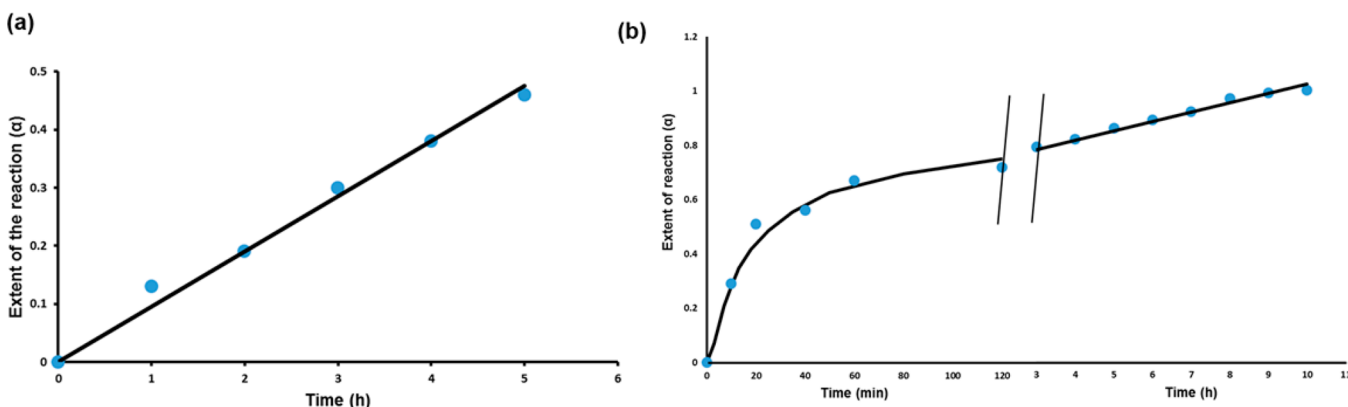 (a)
Extent of the reaction (α)
0.5
0.4
0.3
0.2
0.1
0
0 1 2 3 4 5 6
Time (h)
(b)
Extent of reaction (α)
1.2
1
0.8
0.6
0.4
0.2
0
0 20 40 60 80 100 120 3 4 5 6 7 8 9 10 11
Time (min) Time (h)